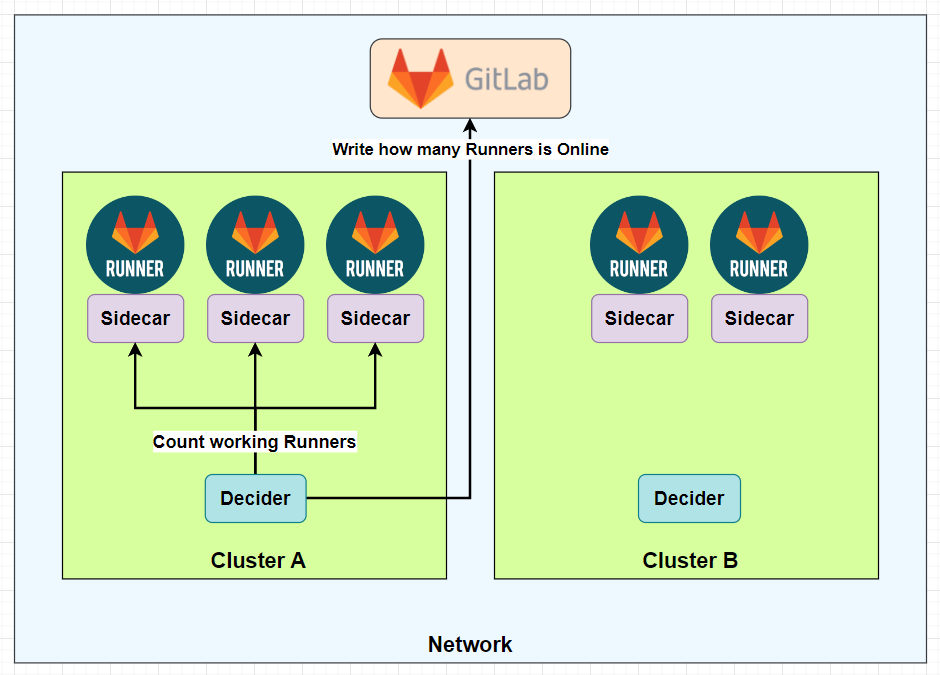 GitLab
Write how many Runners is Online
RUNNER
RUNNER
RUNNER
Sidecar
Sidecar
Sidecar
Count working Runners
Decider
Cluster A
RUNNER
RUNNER
Sidecar
Sidecar
Decider
Cluster B
Network